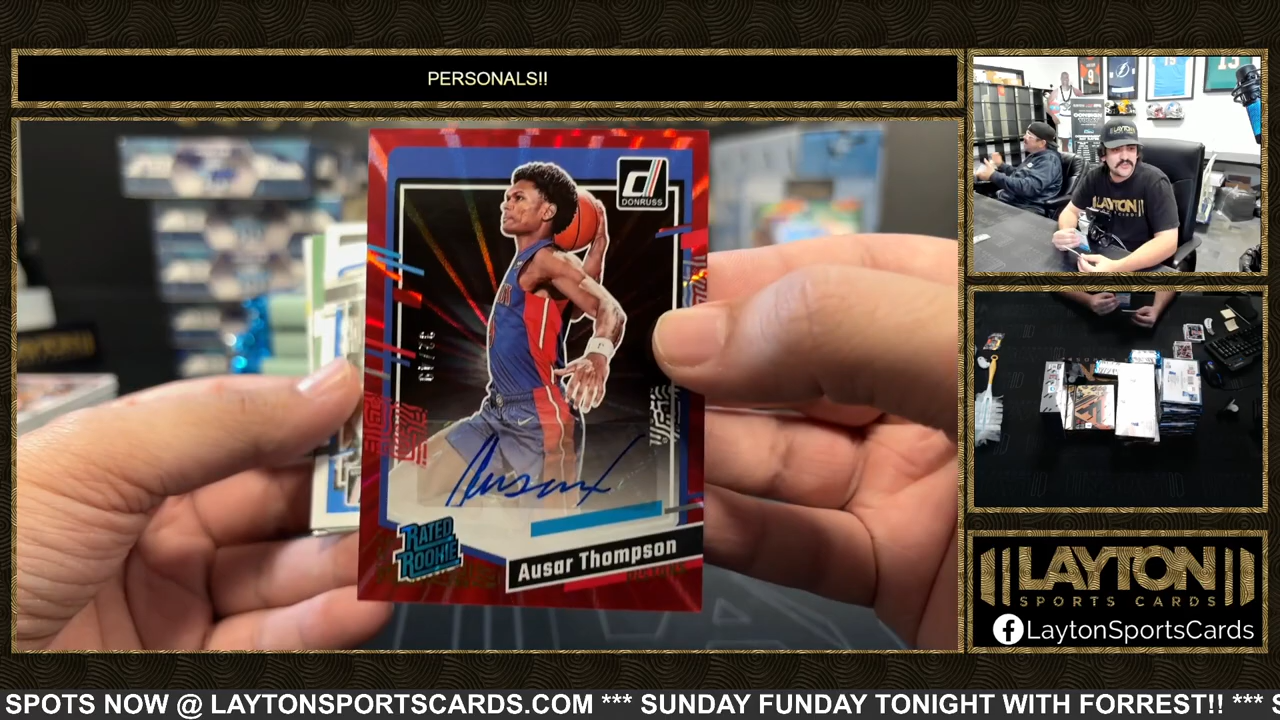 PERSONALS!!
DONRUSS
Ausar Thompson
RATED
ROOKIE
LAYTON
SPORTS CARDS
LaytonSportsCards
SPOTS NOW @ LAYTONSPORTSCARDS.COM *** SUNDAY FUNDAY TONIGHT WITH FORREST!! *** S